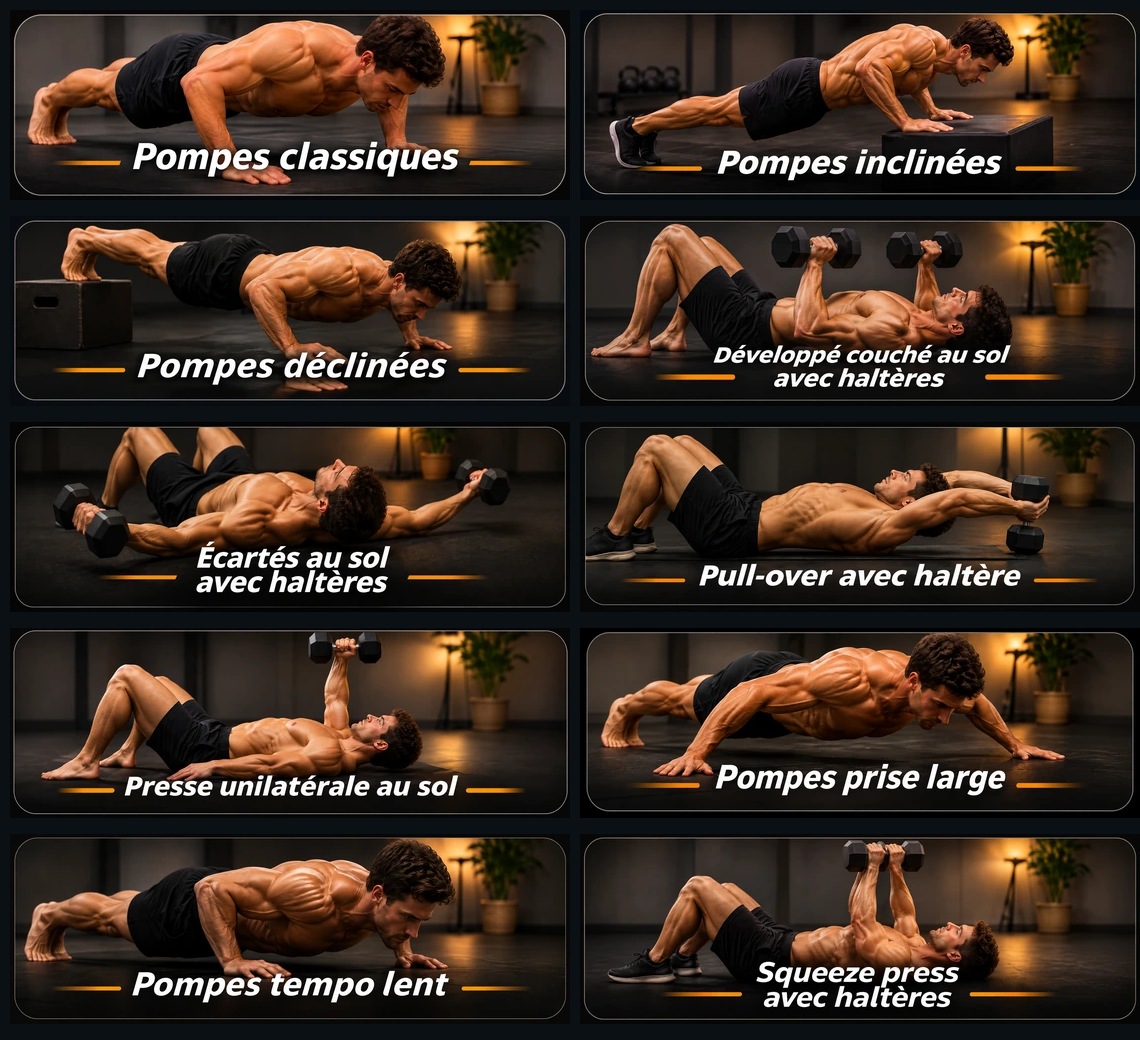 Pompes classiques
Pompes inclinées
Pompes déclinées
Développé couché au sol
avec haltères
Écartés au sol
avec haltères
Pull-over avec haltère
Presse unilatérale au sol
Pompes prise large
Pompes tempo lent
Squeeze press
avec haltères